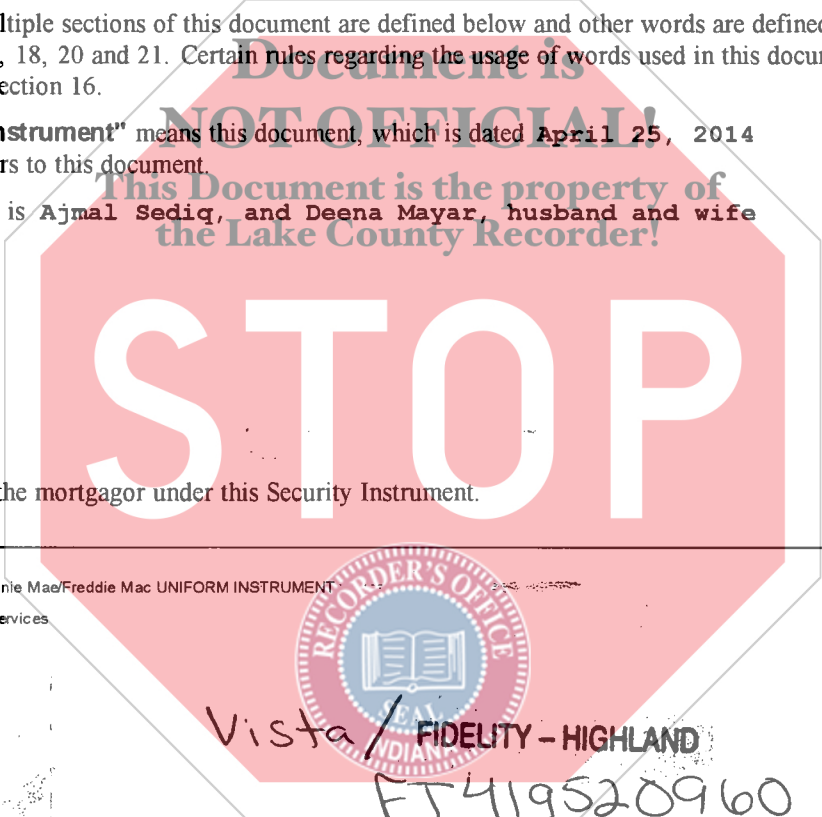 ltiple sections of this document are defined below and other words are defined
, 18, 20 and 21. Certain rules regarding the usage of words used in this docu
ection 16.
Document is
NOT OFFICIAL!
nstrument" means this document, which is dated April 25, 2014
rs to this document.
This Document is the property of
is Ajmal Sediq, and Deena Mayar, husband and wife
the Lake County Recorder!
STOP
he mortgagor under this Security Instrument.
nie Mae/Freddie Mac UNIFORM INSTRUMENT
ervices
RECORDER'S OFFICE
SEAL
INDIANA
Vista / FIDELITY – HIGHLAND
FT419520960